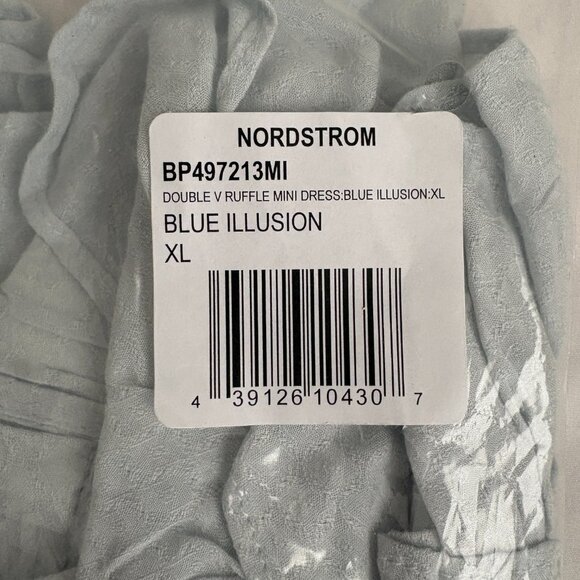 NORDSTROM
BP497213MI
DOUBLE V RUFFLE MINI DRESS:BLUE ILLUSION:XL
BLUE ILLUSION
XL
4 39126 10430 7